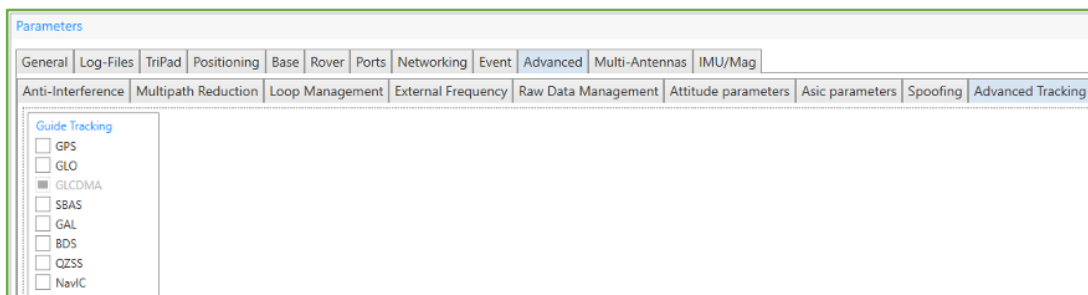 Parameters
General Log-Files TriPad Positioning Base Rover Ports Networking Event Advanced Multi-Antennas IMU/Mag
Anti-Interference Multipath Reduction Loop Management External Frequency Raw Data Management Attitude parameters Asic parameters Spoofing Advanced Tracking
Guide Tracking
GPS
GLO
GLCDMA
SBAS
GAL
BDS
QZSS
NavIC